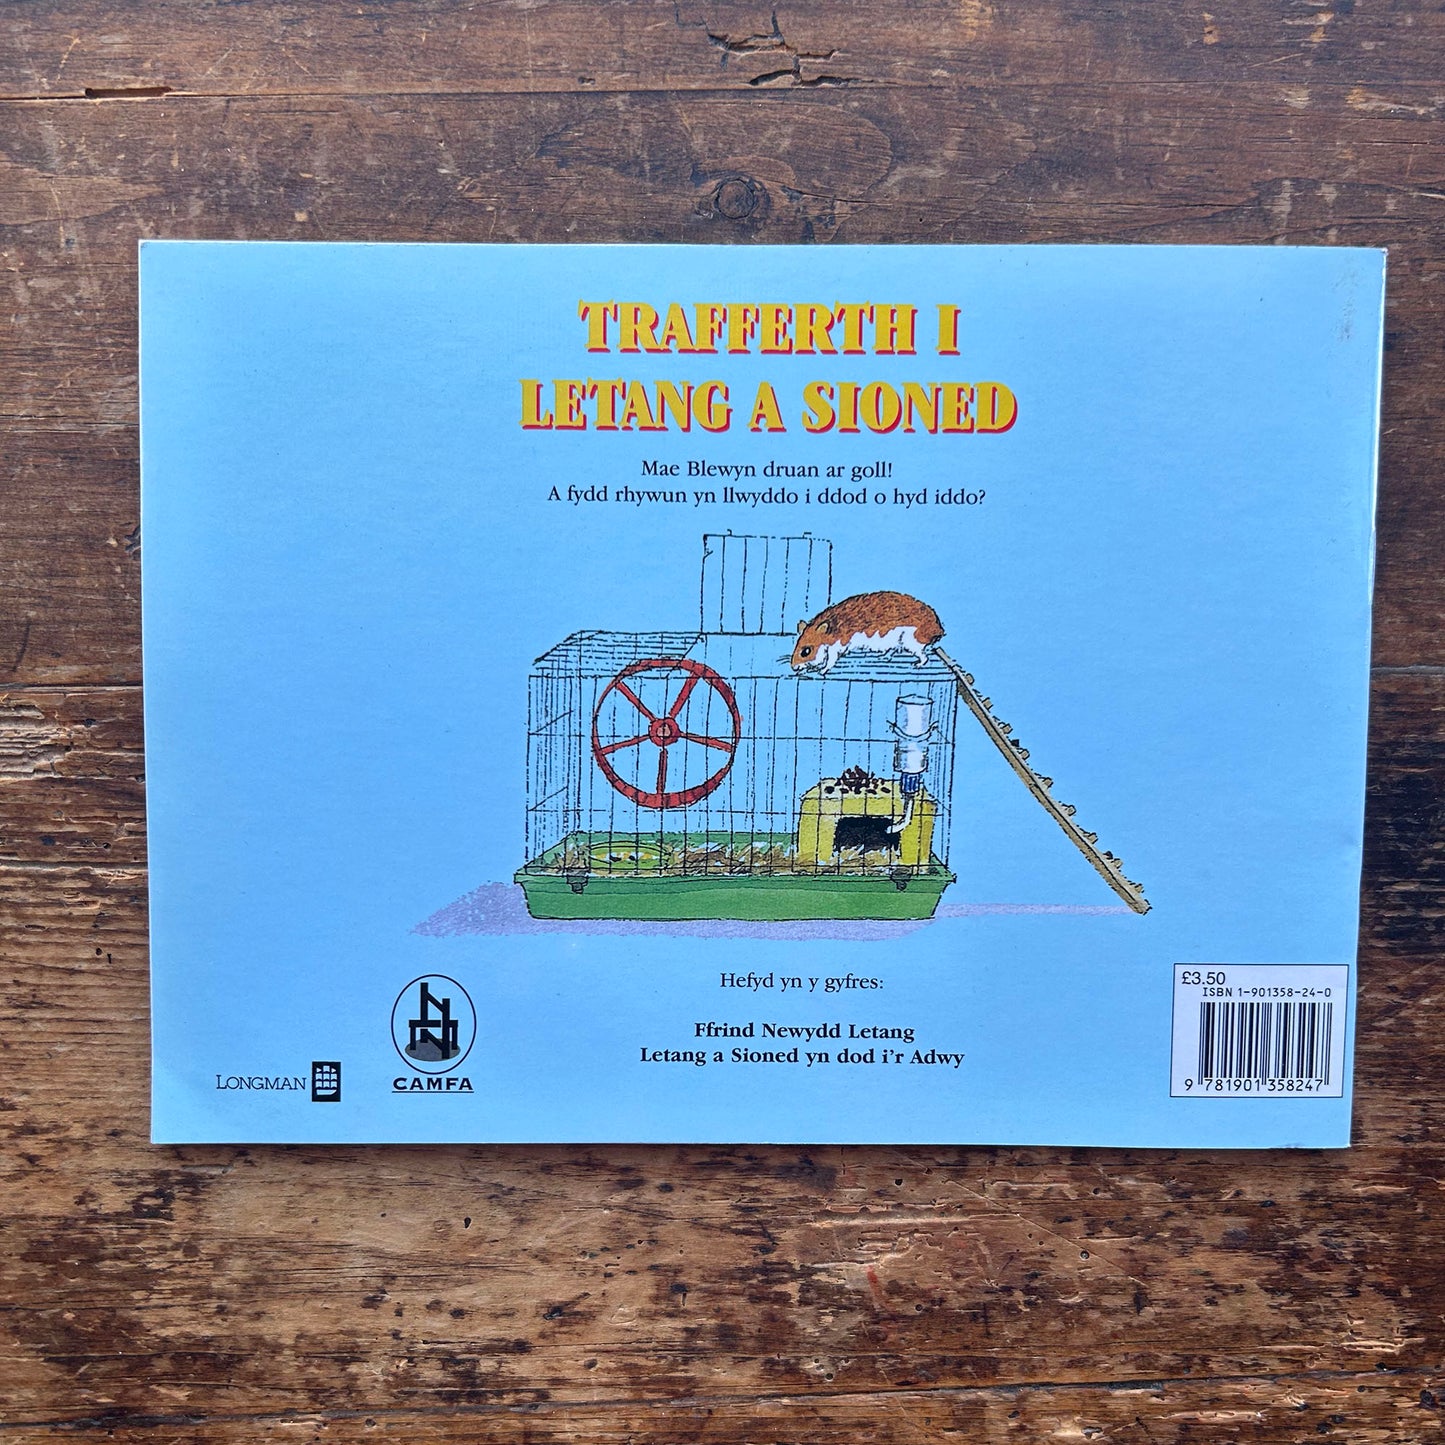 TRAFFERTH I
LETANG A SIONED
Mae Blewyn druan ar goll!
A fydd rhywun yn llwyddo i ddod o hyd iddo?
Hefyd yn y gyfres:
Ffrind Newydd Letang
Letang a Sioned yn dod i'r Adwy
LONGMAN
CAMFA
£3.50
ISBN 1-901358-24-0
9 781901 358247